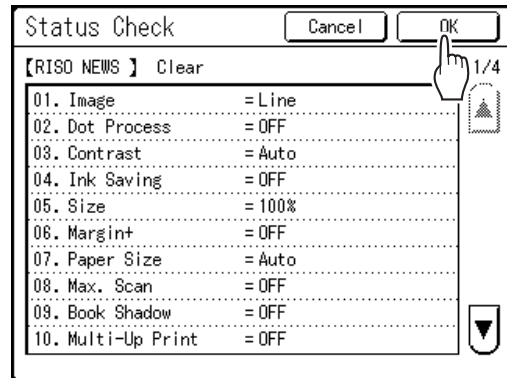 Status Check Cancel OK
【RISO NEWS 】 Clear 1/4
01. Image =Line
02. Dot Process =OFF
03. Contrast =Auto
04. Ink Saving =OFF
05. Size =100%
06. Margin+ =OFF
07. Paper Size =Auto
08. Max. Scan =OFF
09. Book Shadow =OFF
10. Multi-Up Print =OFF